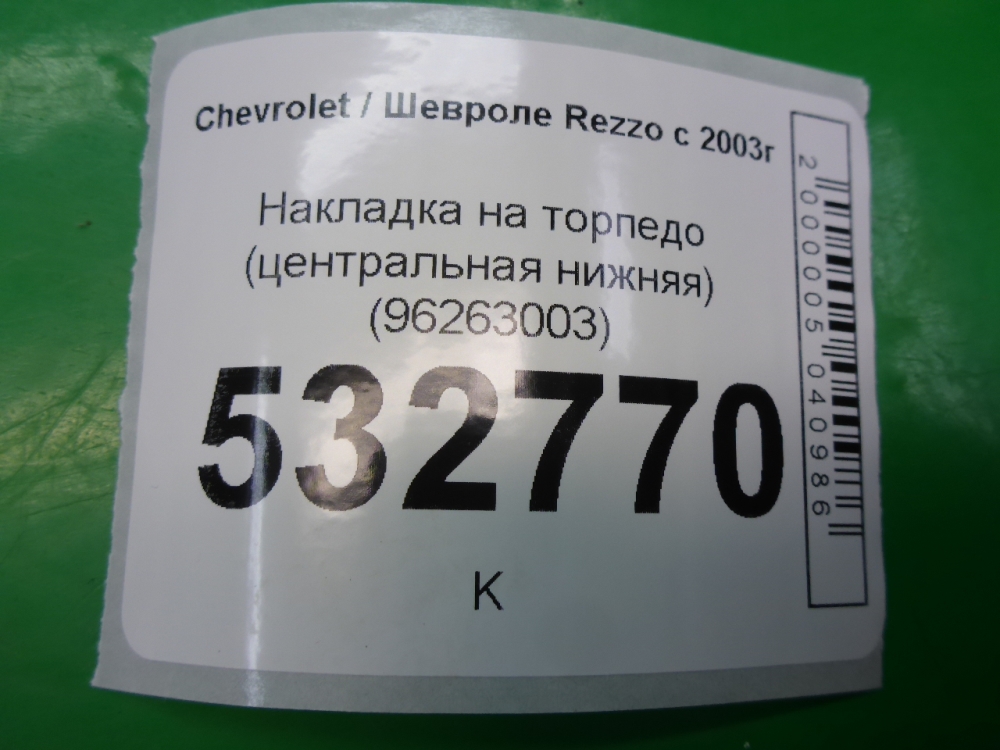 Chevrolet / Шевроле Rezzo с 2003г
Накладка на торпедо
(центральная нижняя)
(96263003)
532770
К
2000005040986